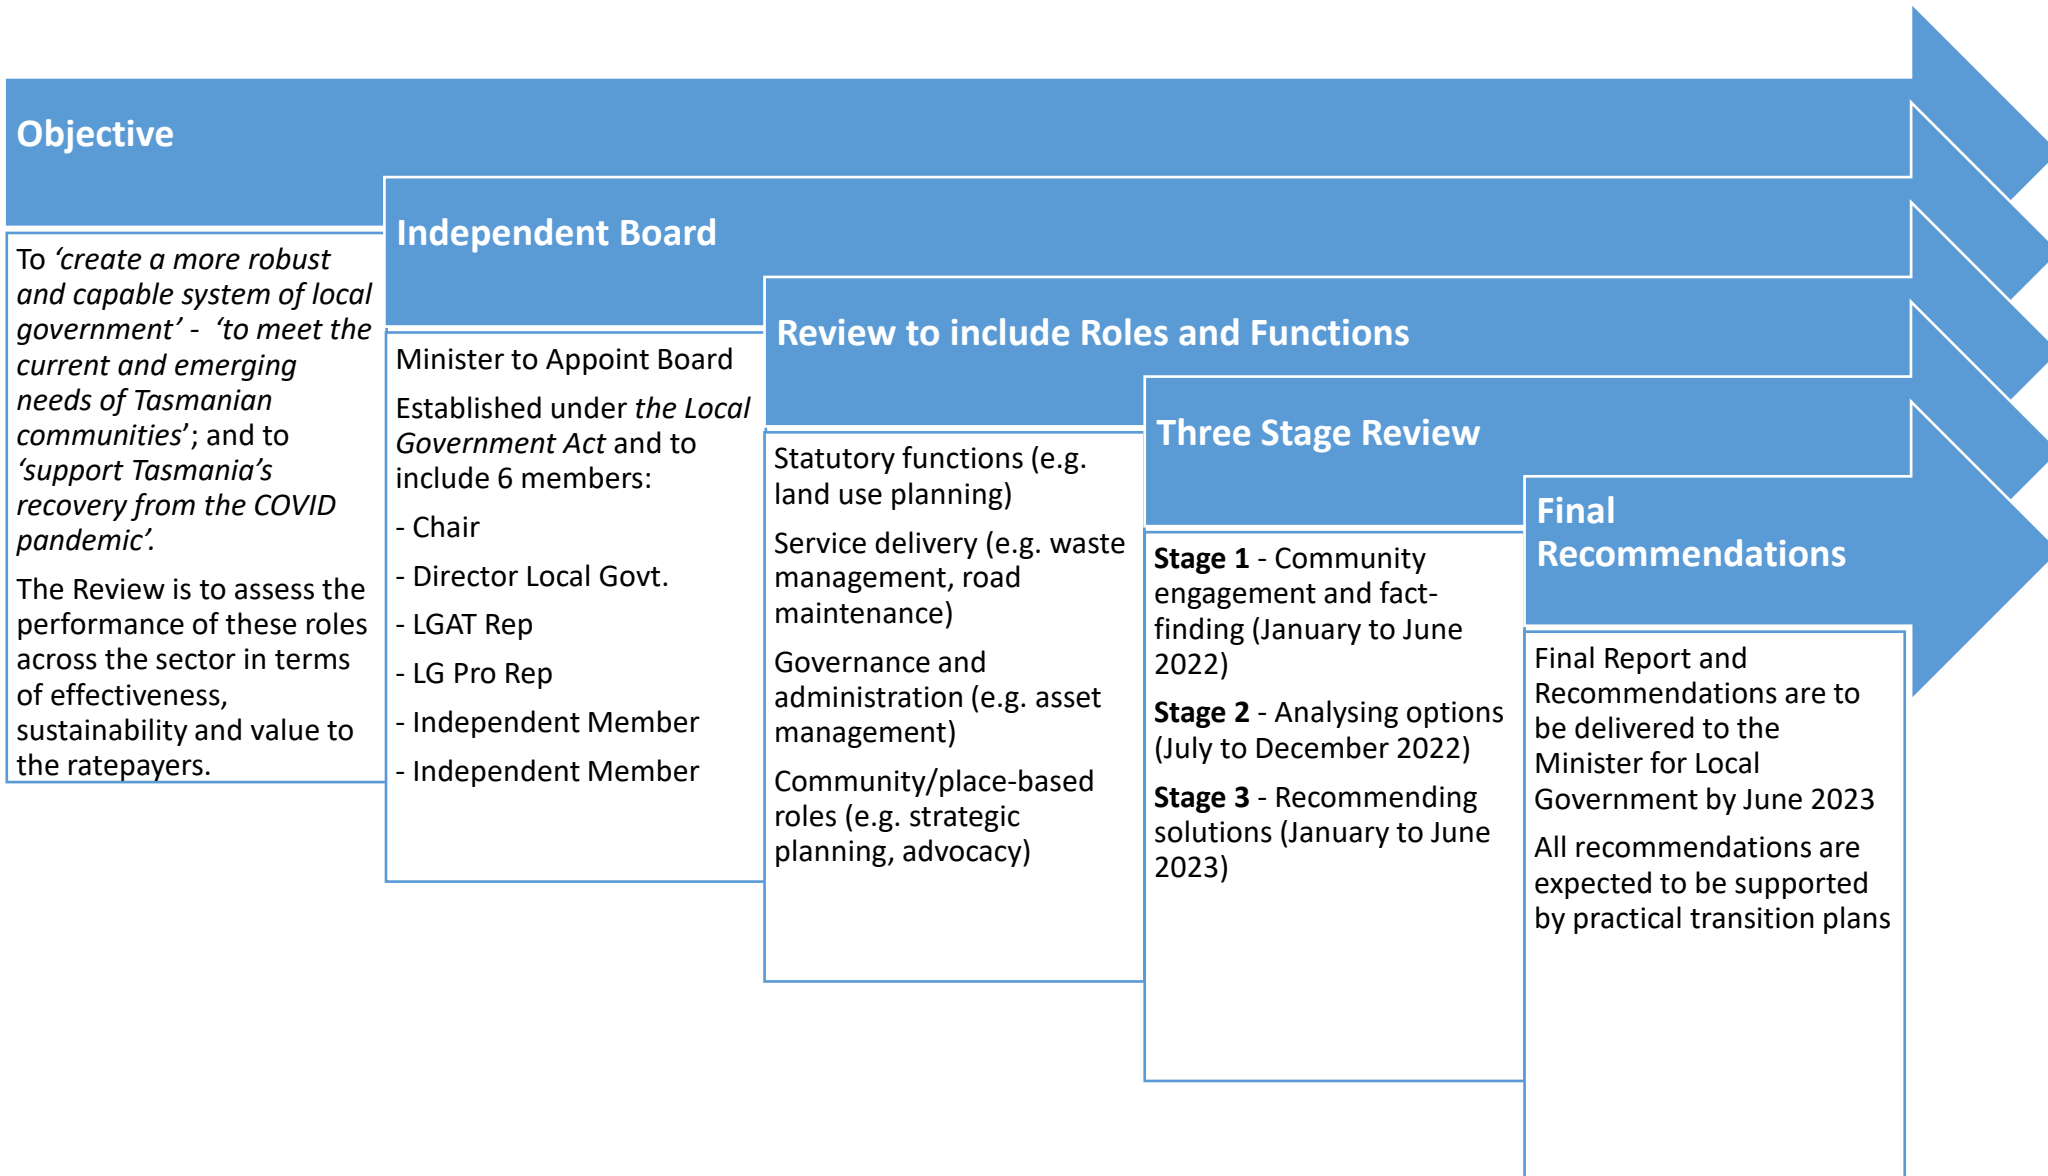 Objective
To ‘create a more robust
and capable system of local
government’ -  ‘to meet the
current and emerging
needs of Tasmanian
communities’; and to
‘support Tasmania’s
recovery from the COVID
pandemic’.
The Review is to assess the
performance of these roles
across the sector in terms
of effectiveness,
sustainability and value to
the ratepayers.
Independent Board
Minister to Appoint Board
Established under the Local
Government Act and to
include 6 members:
- Chair
- Director Local Govt.
- LGAT Rep
- LG Pro Rep
- Independent Member
- Independent Member
Review to include Roles and Functions
Statutory functions (e.g.
land use planning)
Service delivery (e.g. waste
management, road
maintenance)
Governance and
administration (e.g. asset
management)
Community/place-based
roles (e.g. strategic
planning, advocacy)
Three Stage Review
Stage 1 - Community
engagement and fact-
finding (January to June
2022)
Stage 2 - Analysing options
(July to December 2022)
Stage 3 - Recommending
solutions (January to June
2023)
Final
Recommendations
Final Report and
Recommendations are to
be delivered to the
Minister for Local
Government by June 2023
All recommendations are
expected to be supported
by practical transition plans